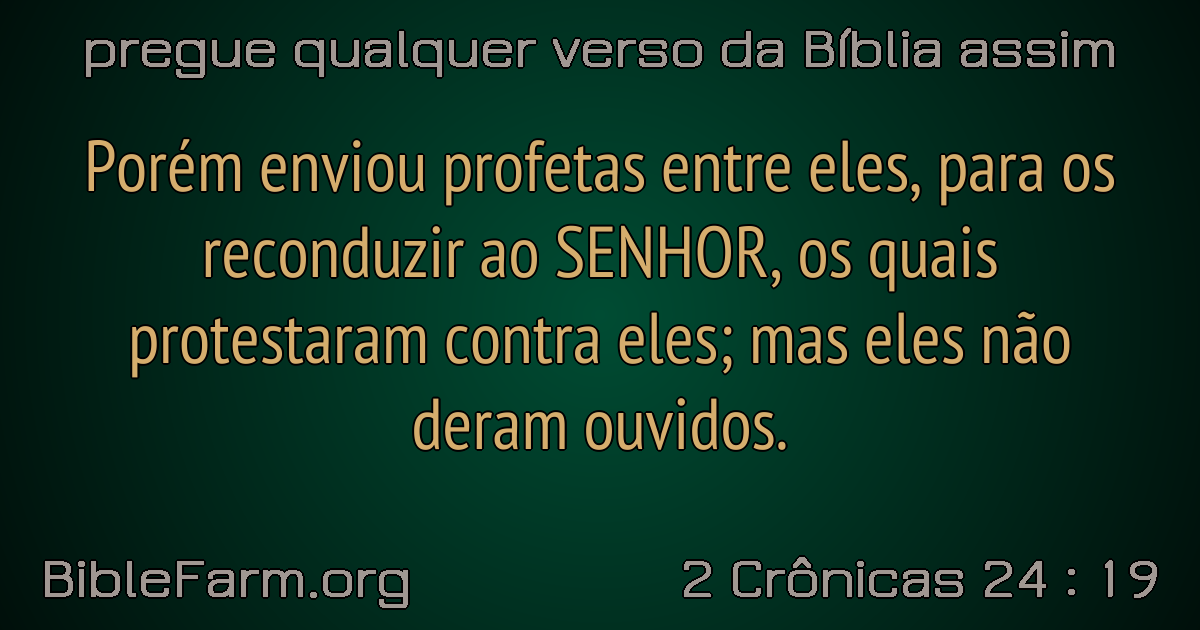 pregue qualquer verso da Bíblia assim
Porém enviou profetas entre eles, para os
reconduzir ao SENHOR, os quais
protestaram contra eles; mas eles não
deram ouvidos.
BibleFarm.org
2 Crônicas 24 : 19